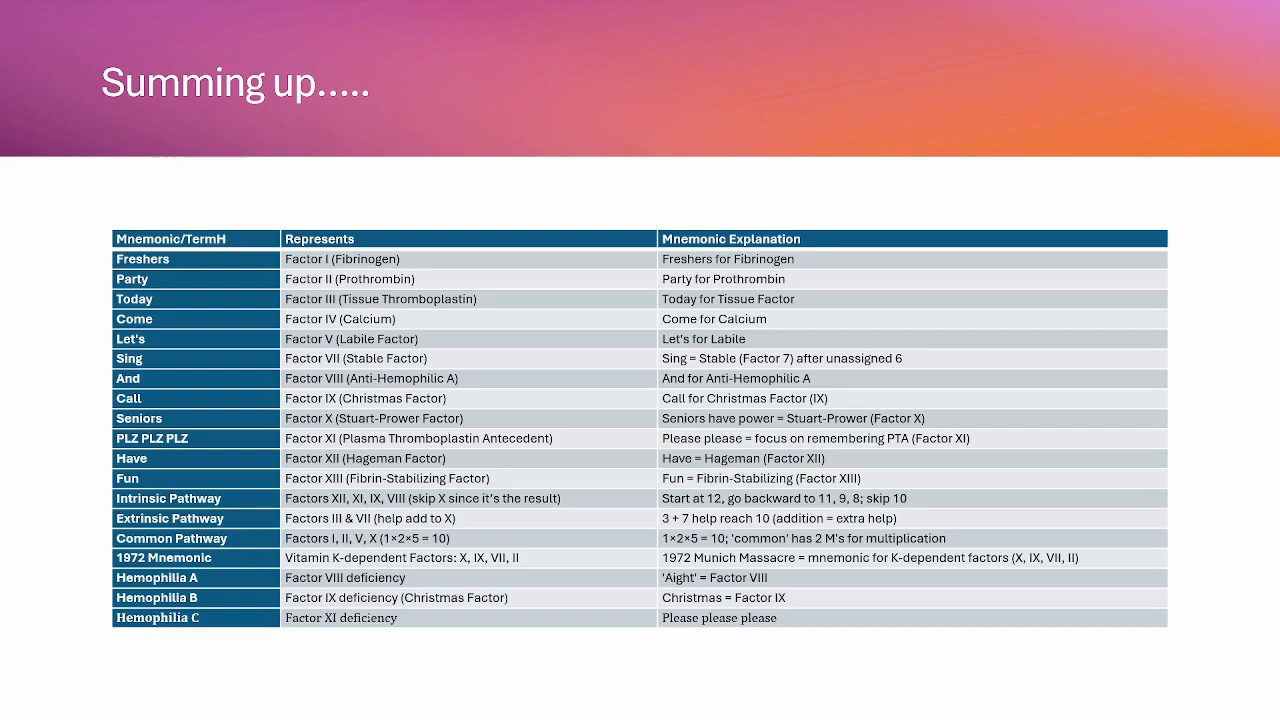 Summing up.....
Mnemonic/TermH Represents Mnemonic Explanation
Freshers Factor I (Fibrinogen) Freshers for Fibrinogen
Party Factor II (Prothrombin) Party for Prothrombin
Today Factor III (Tissue Thromboplastin) Today for Tissue Factor
Come Factor IV (Calcium) Come for Calcium
Let's Factor V (Labile Factor) Let's for Labile
Sing Factor VII (Stable Factor) Sing = Stable (Factor 7) after unassigned 6
And Factor VIII (Anti-Hemophilic A) And for Anti-Hemophilic A
Call Factor IX (Christmas Factor) Call for Christmas Factor (IX)
Seniors Factor X (Stuart-Prower Factor) Seniors have power = Stuart-Prower (Factor X)
PLZ PLZ PLZ Factor XI (Plasma Thromboplastin Antecedent) Please please = focus on remembering PTA (Factor XI)
Have Factor XII (Hageman Factor) Have = Hageman (Factor XII)
Fun Factor XIII (Fibrin-Stabilizing Factor) Fun = Fibrin-Stabilizing (Factor XIII)
Intrinsic Pathway Factors XII, XI, IX, VIII (skip X since it's the result) Start at 12, go backward to 11, 9, 8; skip 10
Extrinsic Pathway Factors III & VII (help add to X) 3 + 7 help reach 10 (addition = extra help)
Common Pathway Factors I, II, V, X (1×2×5 = 10) 1×2×5 = 10; 'common' has 2 M's for multiplication
1972 Mnemonic Vitamin K-dependent Factors: X, IX, VII, II 1972 Munich Massacre = mnemonic for K-dependent factors (X, IX, VII, II)
Hemophilia A Factor VIII deficiency 'Aight' = Factor VIII
Hemophilia B Factor IX deficiency (Christmas Factor) Christmas = Factor IX
Hemophilia C Factor XI deficiency Please please please